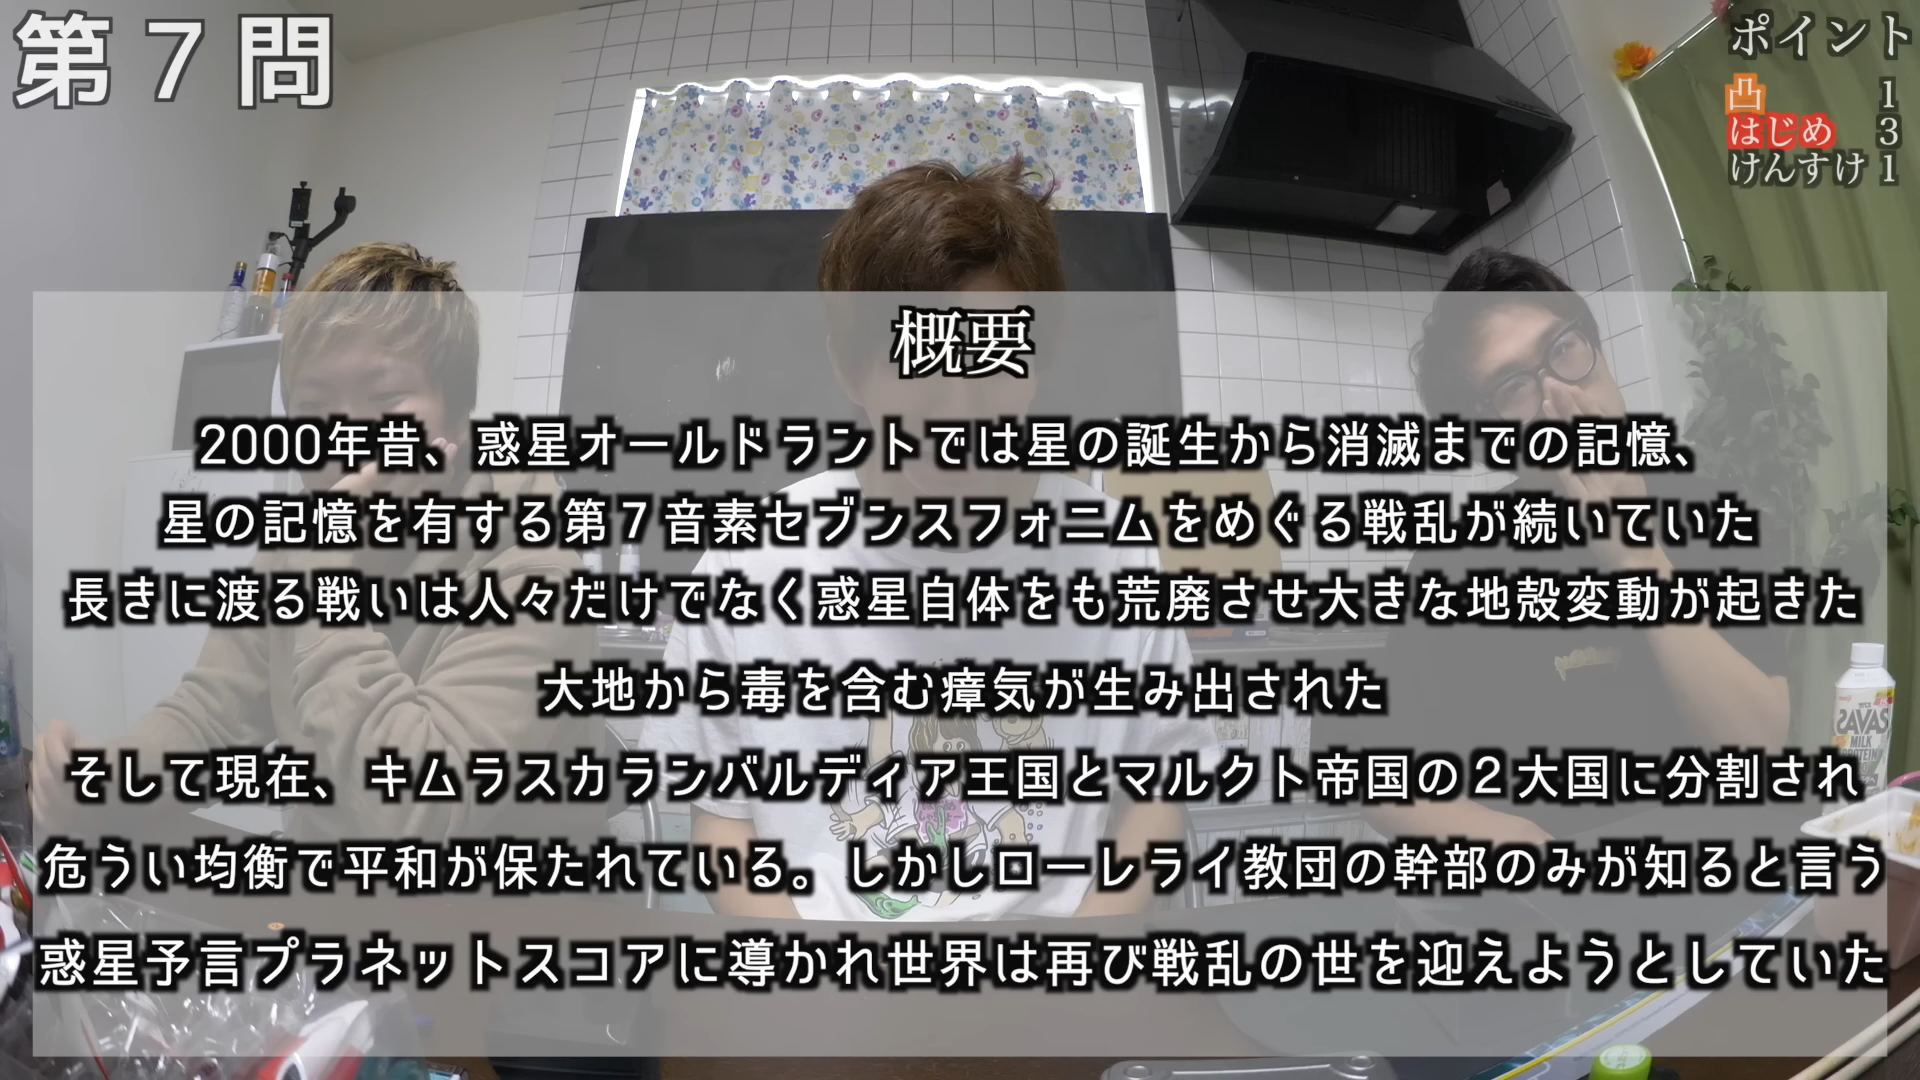 第７問
ポイント
凸 1
はじめ 3
けんすけ 1
概要
2000年昔、惑星オールドラントでは星の誕生から消滅までの記憶、
星の記憶を有する第７音素セブンスフォニムをめぐる戦乱が続いていた
長きに渡る戦いは人々だけでなく惑星自体をも荒廃させ大きな地殻変動が起きた
大地から毒を含む瘴気が生み出された
そして現在、キムラスカランバルディア王国とマルクト帝国の２大国に分割され
危うい均衡で平和が保たれている。しかしローレライ教団の幹部のみが知ると言う
惑星予言プラネットスコアに導かれ世界は再び戦乱の世を迎えようとしていた
SAVAS
MILK
PROTEIN